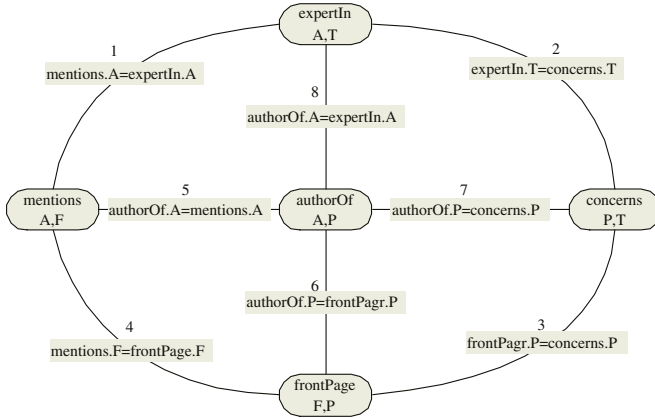 expertIn
A,T
1
mentions.A=expertIn.A
2
expertIn.T=concerns.T
8
authorOf.A=expertIn.A
mentions
A,F
5
authorOf.A=mentions.A
authorOf
A,P
7
authorOf.P=concerns.P
concerns
P,T
6
authorOf.P=frontPagr.P
4
mentions.F=frontPage.F
3
frontPagr.P=concerns.P
frontPage
F,P